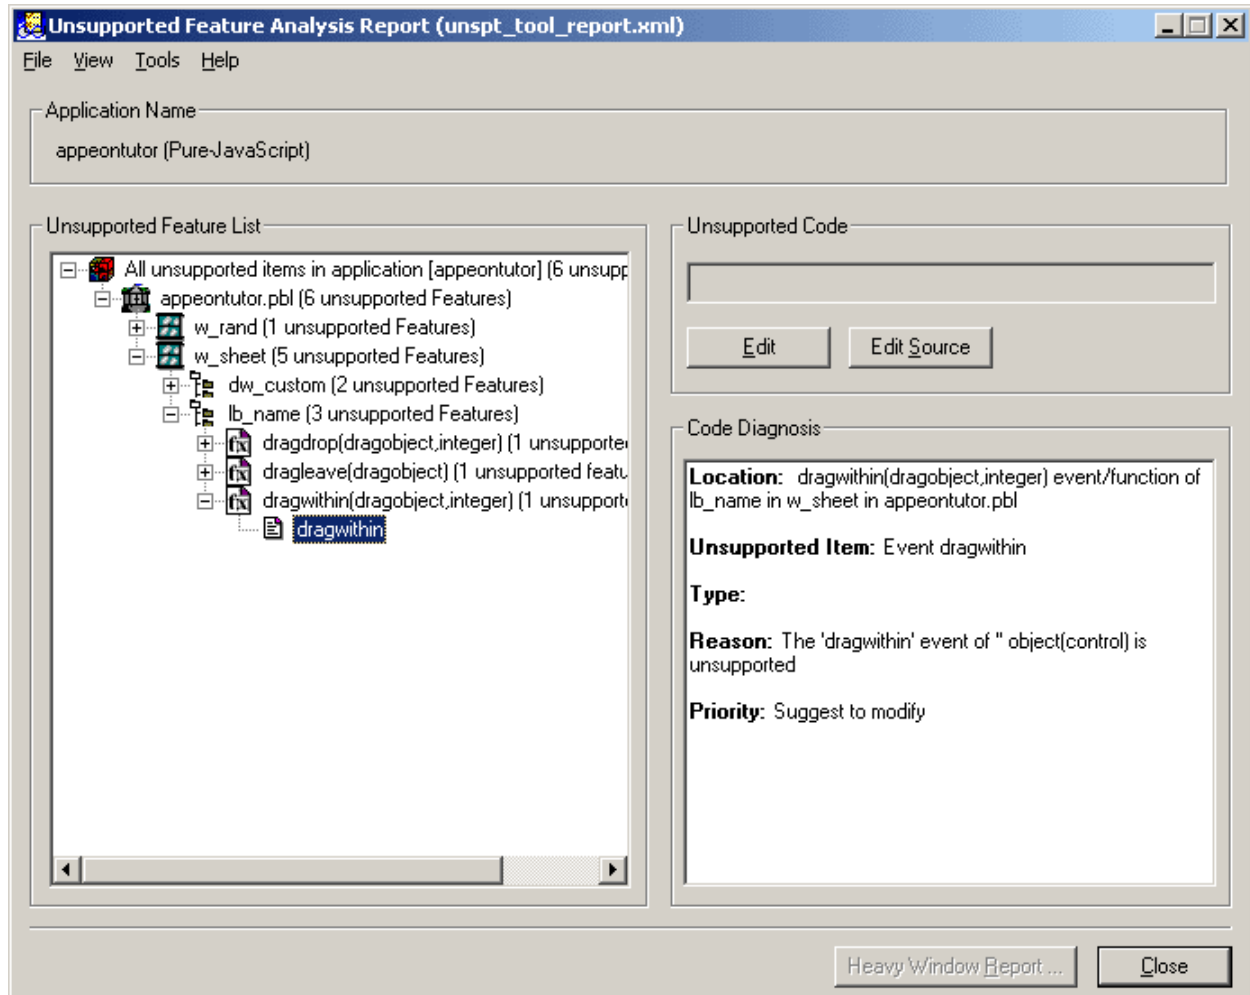 Unsupported Feature Analysis Report (unspt_tool_report.xml)
File View Tools Help
Application Name
appeontutor (Pure-JavaScript)
Unsupported Feature List
All unsupported items in application [appeontutor] (6 unsupp
appeontutor.pbl (6 unsupported Features)
w_rand (1 unsupported Features)
w_sheet (5 unsupported Features)
dw_custom (2 unsupported Features)
lb_name (3 unsupported Features)
dragdrop(dragobject,integer) (1 unsupporte
dragleave(dragobject) (1 unsupported featu
dragwithin(dragobject,integer) (1 unsupport
dragwithin
Unsupported Code
Edit Edit Source
Code Diagnosis
Location: dragwithin(dragobject,integer) event/function of
lb_name in w_sheet in appeontutor.pbl
Unsupported Item: Event dragwithin
Type:
Reason: The 'dragwithin' event of '' object(control) is
unsupported
Priority: Suggest to modify
Heavy Window Report ... Close